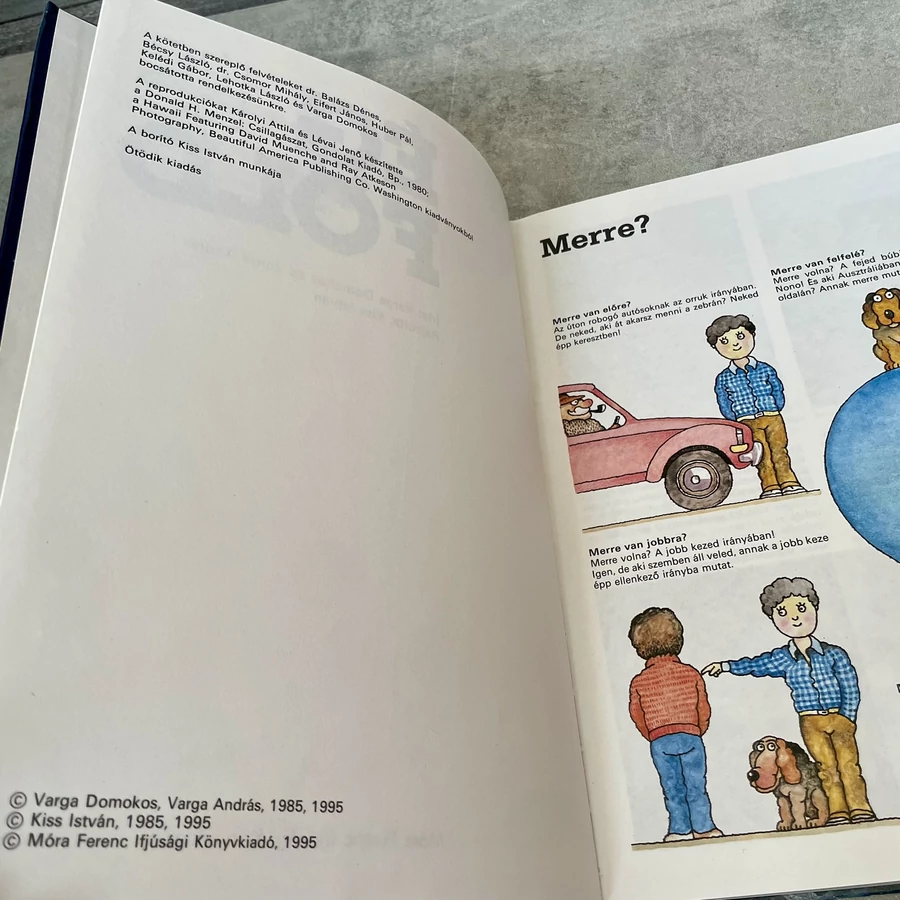 A kötetben szereplő felvételeket dr. Balázs Dénes,
Bécsy László, dr. Csomor Mihály, Eifert János, Huber Pál,
Kelédi Gábor, Lehotka László és Varga Domokos
bocsátotta rendelkezésünkre.
A reprodukciókat Károlyi Attila és Lévai Jenő készítette
a Donald H. Menzel: Csillagászat, Gondolat Kiadó, Bp., 1980;
a Hawaii Featuring David Muenche and Ray Atkeson
Photography, Beautiful America Publishing Co. Washington kiadványokból
A borító Kiss István munkája
Ötödik kiadás
© Varga Domokos, Varga András, 1985, 1995
© Kiss István, 1985, 1995
© Móra Ferenc Ifjúsági Könyvkiadó, 1995
Merre?
Merre van előre?
Az úton robogó autósoknak az orruk irányában.
De neked, aki át akarsz menni a zebrán? Neked
épp keresztben!
Merre van felfelé?
Merre volna? A fejed
Nono! És aki Ausztráliában
oldalán? Annak merre
Merre van jobbra?
Merre volna? A jobb kezed irányában!
Igen, de aki szemben áll veled, annak a jobb keze
épp ellenkező irányba mutat.